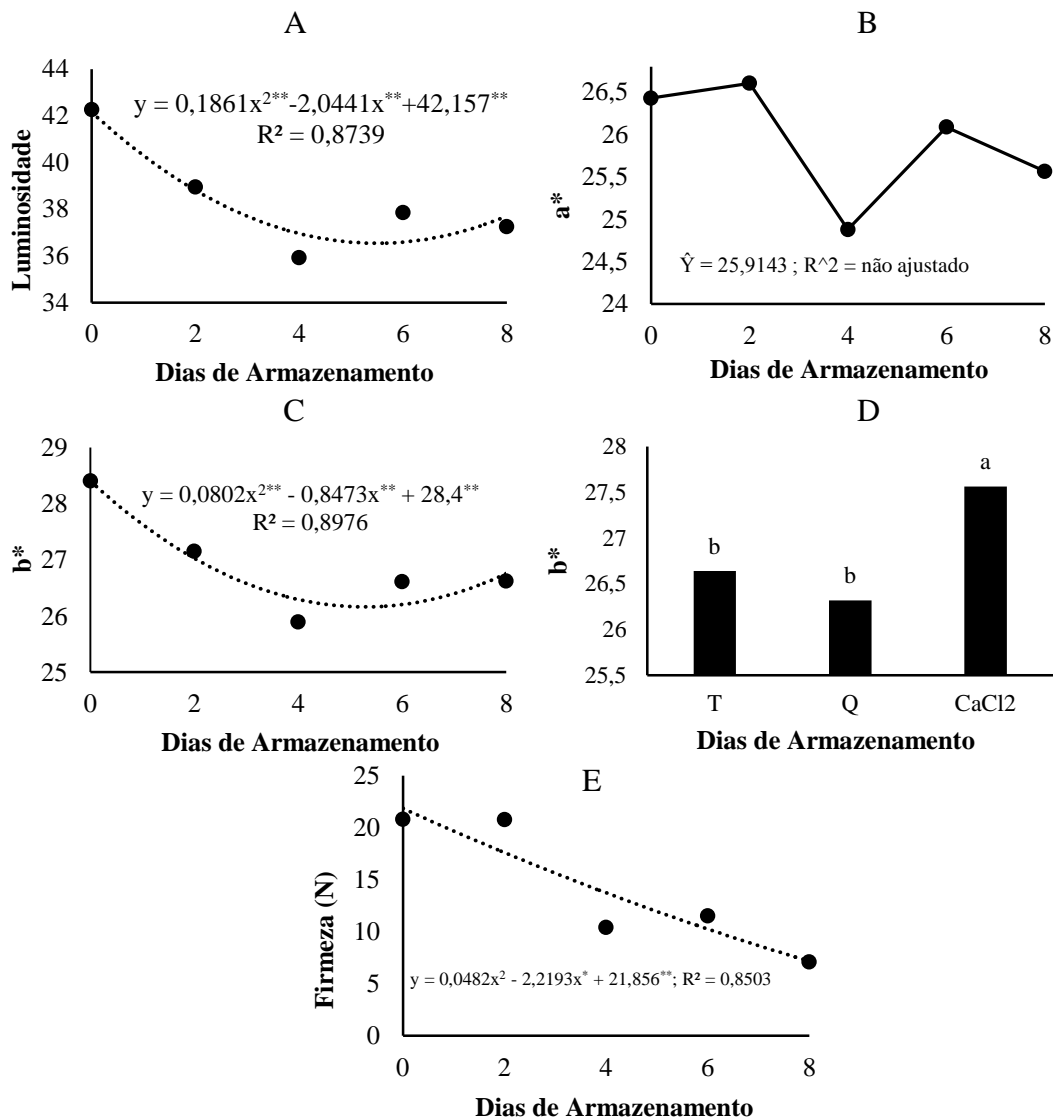 A
44
42
40
38
36
34
Luminosidade
y = 0,1861x²**-2,0441x**+42,157**
R² = 0,8739
0 2 4 6 8
Dias de Armazenamento
B
26,5
26
25,5
25
24,5
24
a*
Ŷ = 25,9143 ; R^2 = não ajustado
0 2 4 6 8
Dias de Armazenamento
C
29
28
27
26
25
b*
y = 0,0802x²** - 0,8473x** + 28,4**
R² = 0,8976
0 2 4 6 8
Dias de Armazenamento
D
28
27,5
27
26,5
26
25,5
b*
b
b
a
T Q CaCl2
Dias de Armazenamento
E
25
20
15
10
5
0
Firmeza (N)
y = 0,0482x² - 2,2193x* + 21,856**; R² = 0,8503
0 2 4 6 8
Dias de Armazenamento